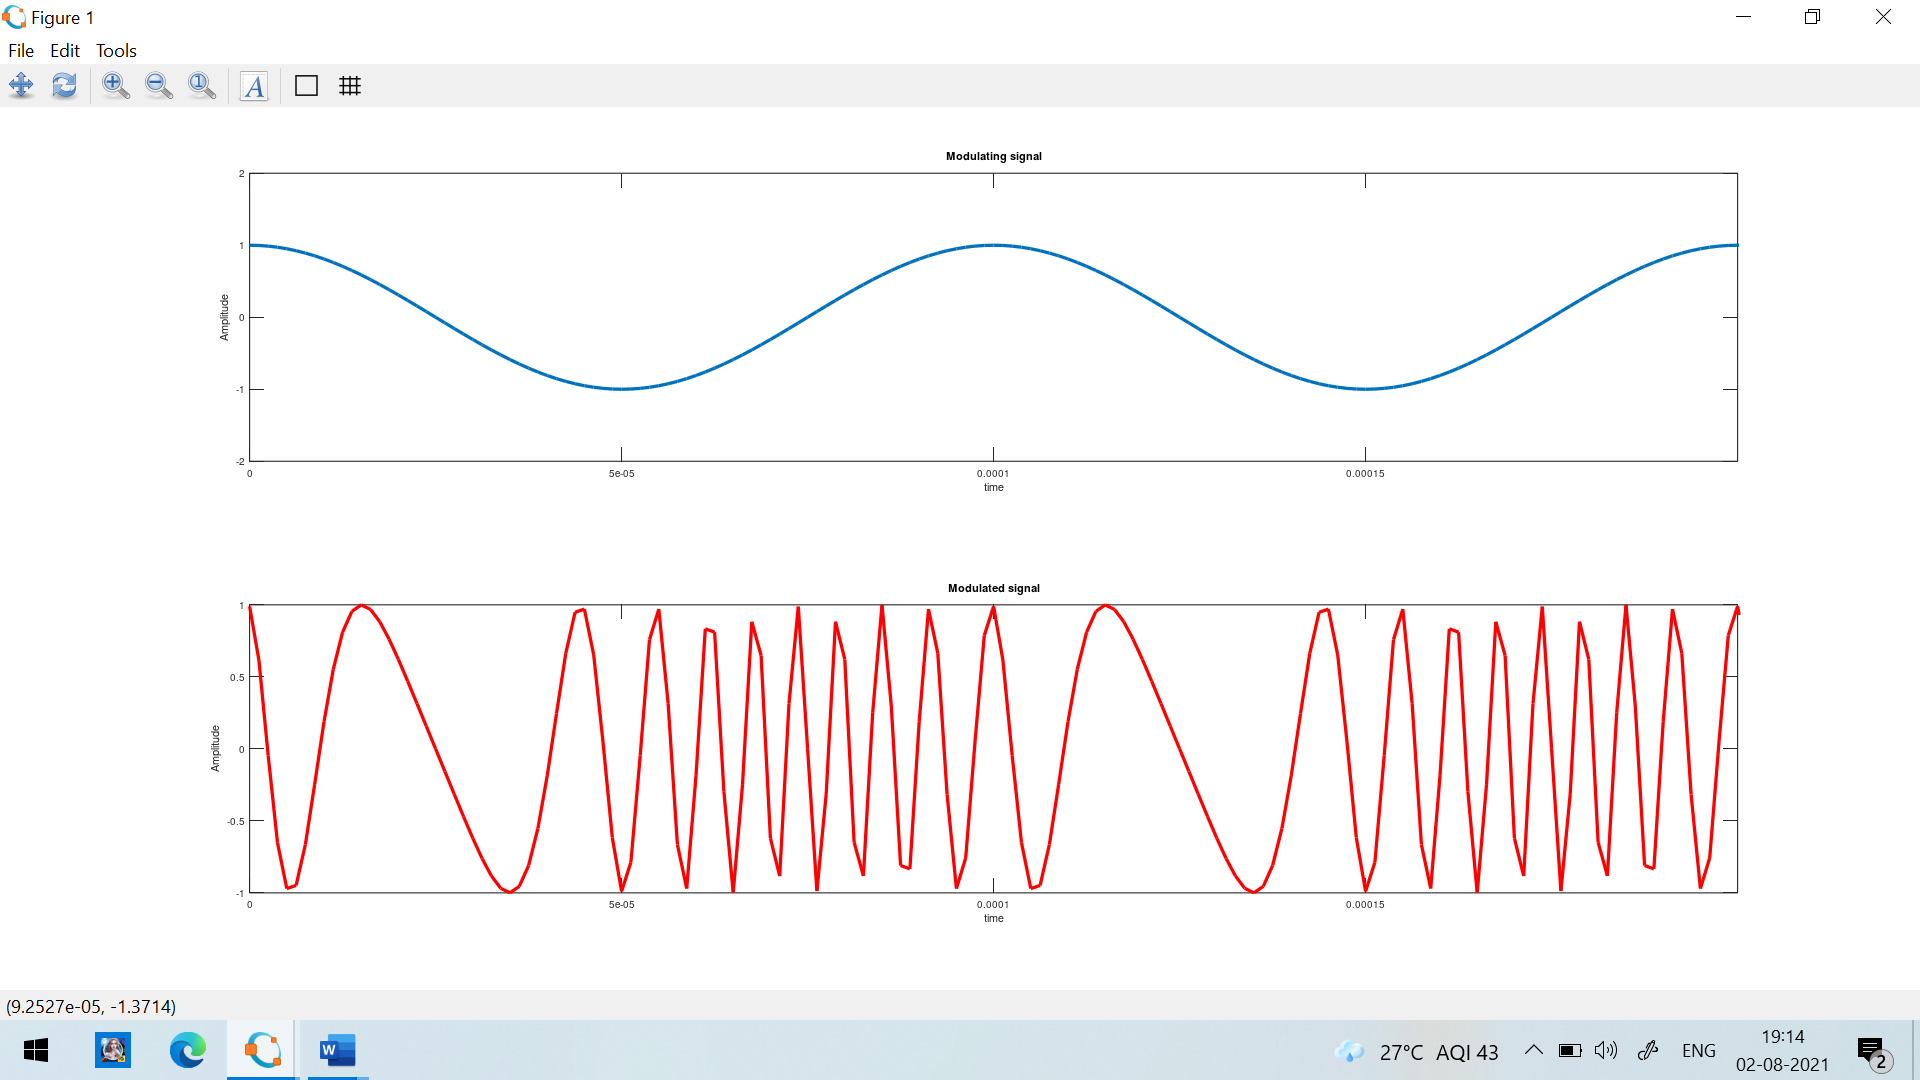 Figure 1
File Edit Tools
A
Modulating signal
2
1
0
-1
-2
Amplitude
0 5e-05 0.0001 0.00015
time
Modulated signal
1
0.5
0
-0.5
-1
Amplitude
0 5e-05 0.0001 0.00015
time
(9.2527e-05, -1.3714)
W
27°C AQI 43
ENG
19:14
02-08-2021
2